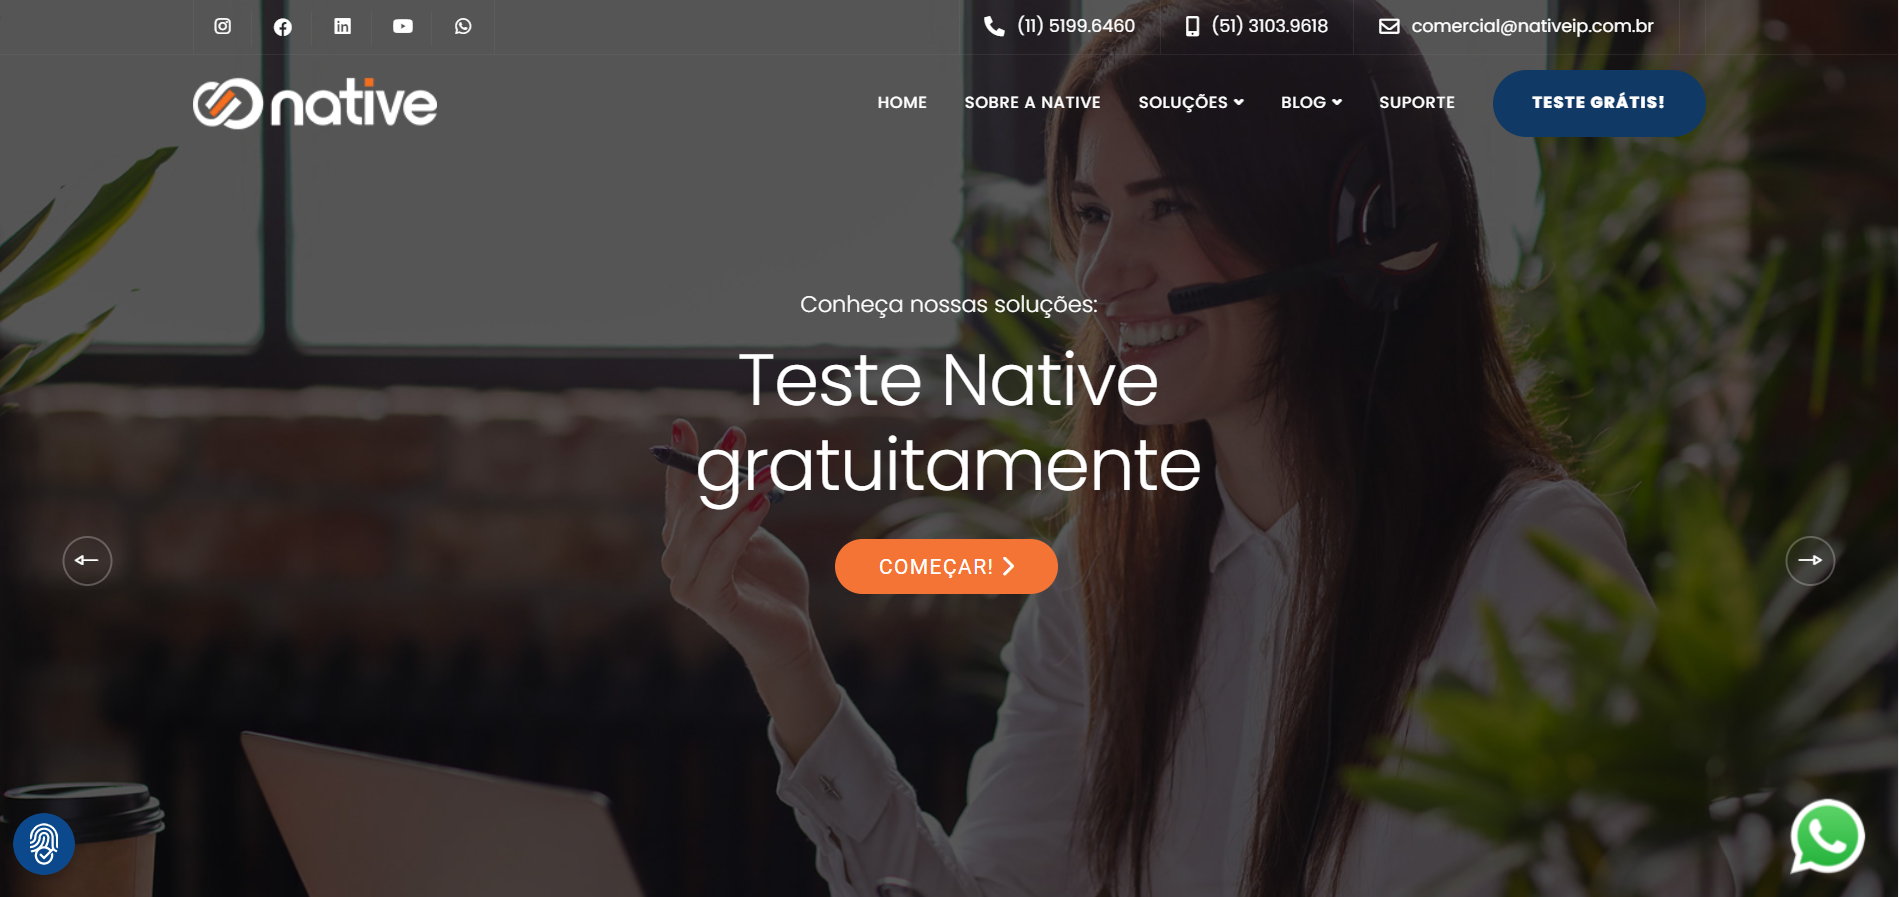 (11) 5199.6460
(51) 3103.9618
comercial@nativeip.com.br
native
HOME
SOBRE A NATIVE
SOLUÇÕES
BLOG
SUPORTE
TESTE GRÁTIS!
Conheça nossas soluções:
Teste Native
gratuitamente
COMEÇAR!